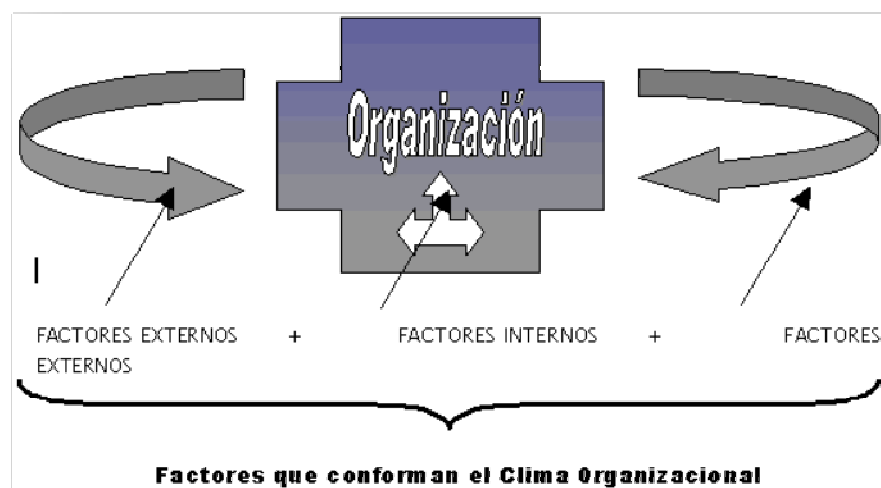 Organización
FACTORES EXTERNOS + FACTORES INTERNOS + FACTORES
EXTERNOS
Factores que conforman el Clima Organizacional